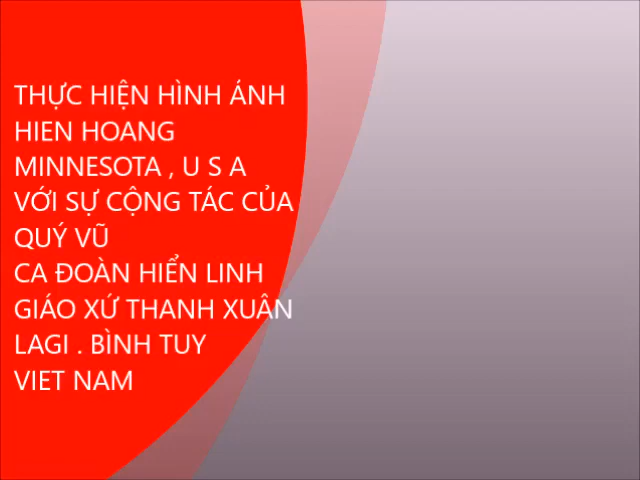 THỰC HIỆN HÌNH ÁNH
HIEN HOANG
MINNESOTA , U S A
VỚI SỰ CỘNG TÁC CỦA
QUÝ VŨ
CA ĐOÀN HIỂN LINH
GIÁO XỨ THANH XUÂN
LAGI . BÌNH TUY
VIET NAM